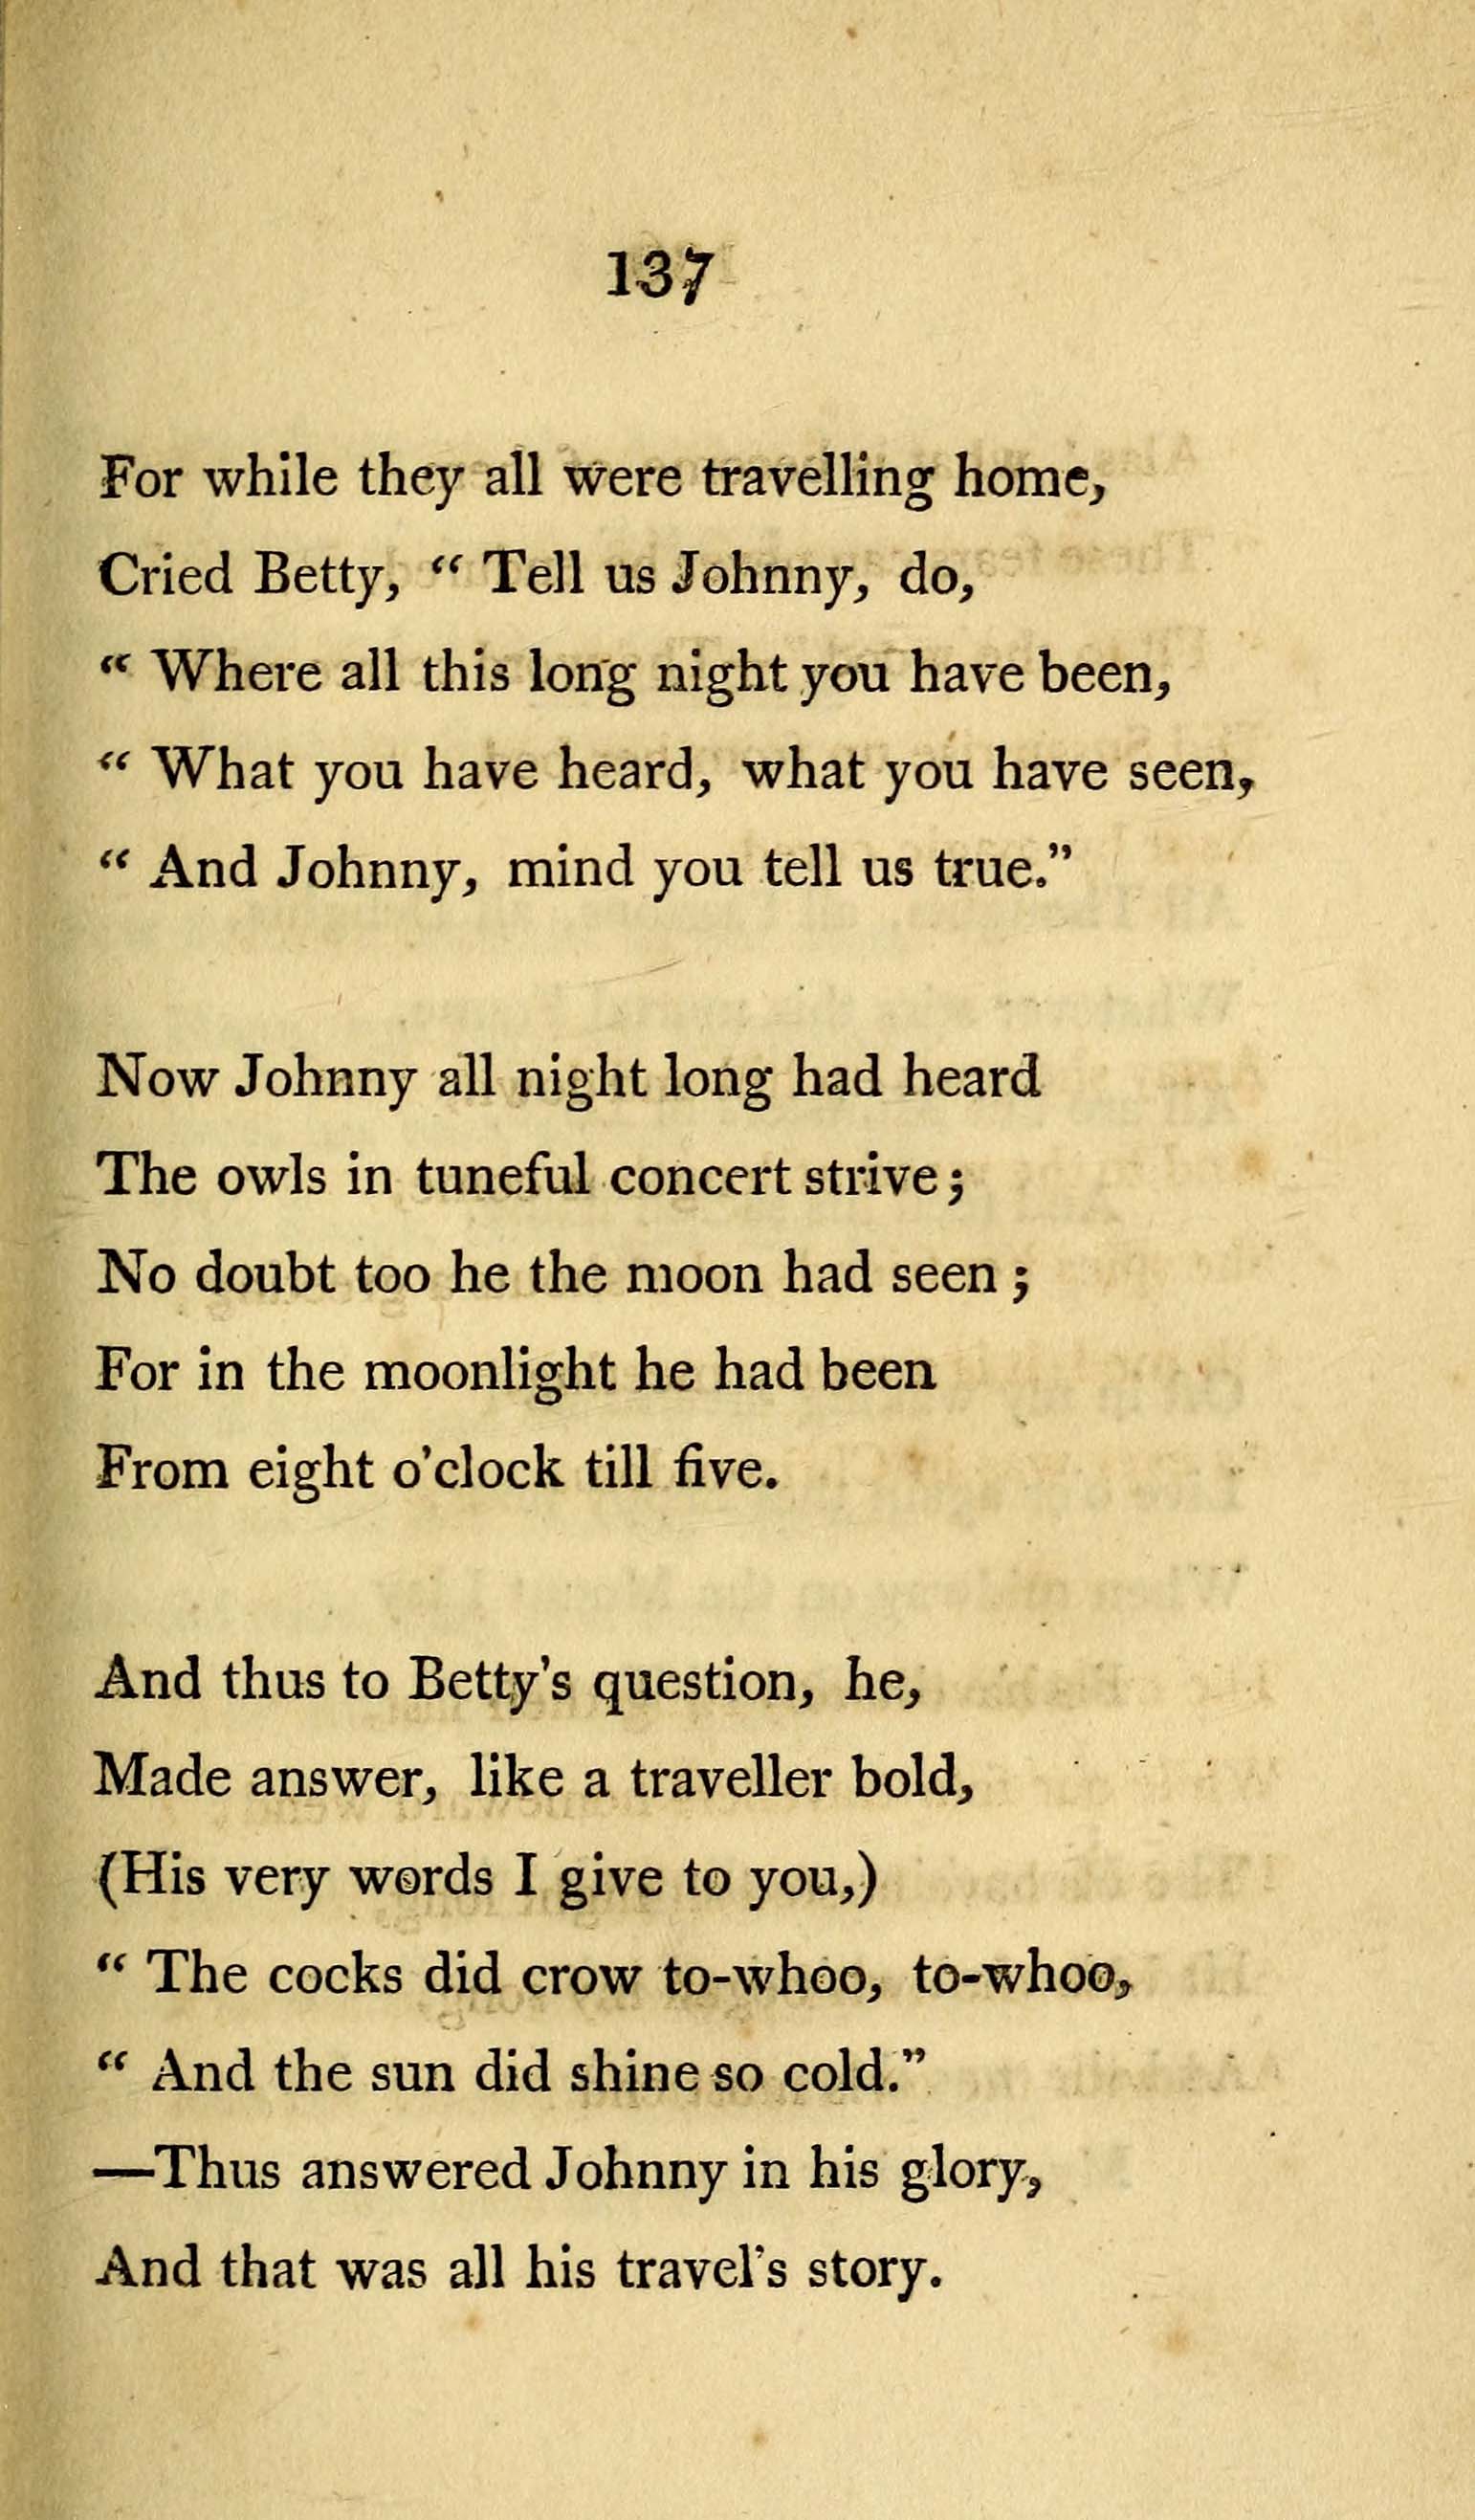 137
For while they all were travelling home,
Cried Betty, “ Tell us Johnny, do,
“ Where all this long night you have been,
“ What you have heard, what you have seen,
“ And Johnny, mind you tell us true.”
Now Johnny all night long had heard
The owls in tuneful concert strive;
No doubt too he the moon had seen;
For in the moonlight he had been
From eight o’clock till five.
And thus to Betty’s question, he,
Made answer, like a traveller bold,
(His very words I give to you,)
“ The cocks did crow to-whoo, to-whoo,
“ And the sun did shine so cold.”
—Thus answered Johnny in his glory,
And that was all his travel’s story.